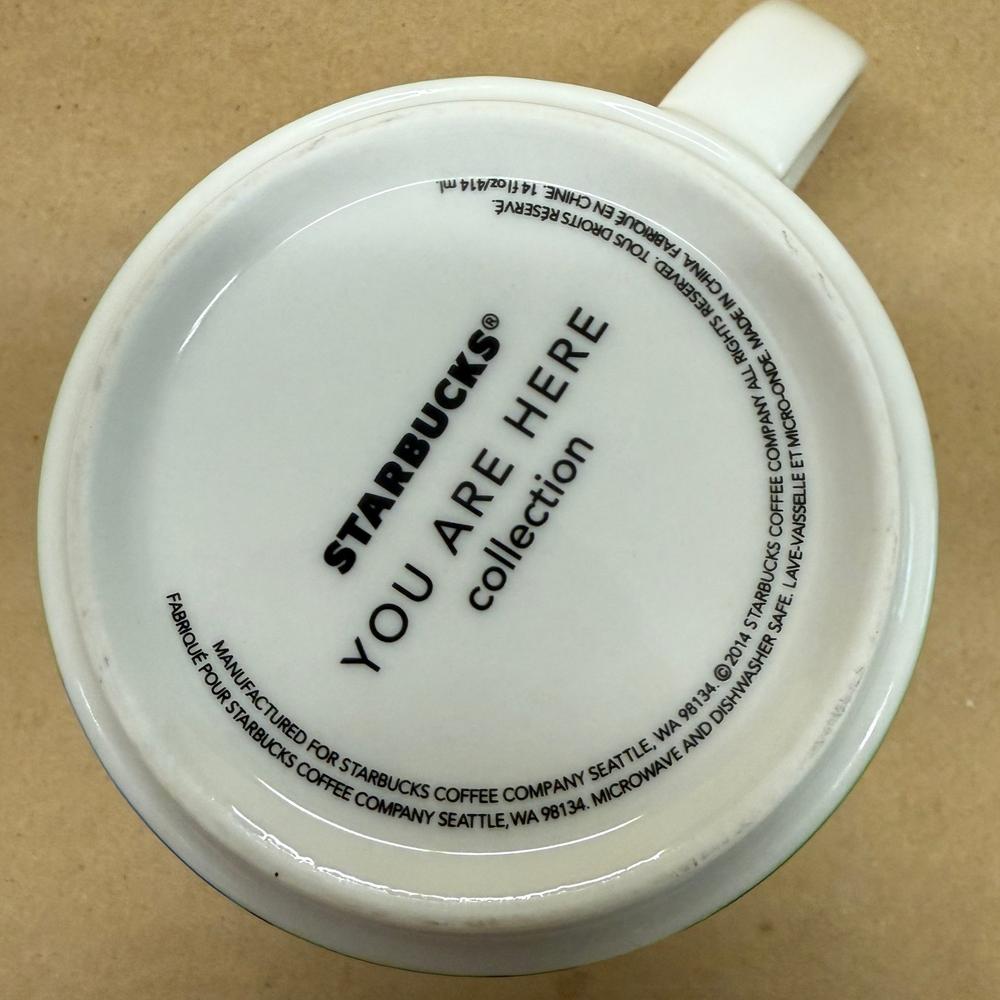 STARBUCKS®
YOU ARE HERE
collection
MANUFACTURED FOR STARBUCKS COFFEE COMPANY SEATTLE, WA 98134. ©2014 STARBUCKS COFFEE COMPANY ALL RIGHTS RESERVED. TOUS DROITS RÉSERVÉ.
FABRIQUÉ POUR STARBUCKS COFFEE COMPANY SEATTLE, WA 98134. MICROWAVE AND DISHWASHER SAFE. LAVE-VAISSELLE ET MICRO-ONDE. MADE IN CHINA. FABRIQUÉ EN CHINE. 14 fl oz/414 ml.